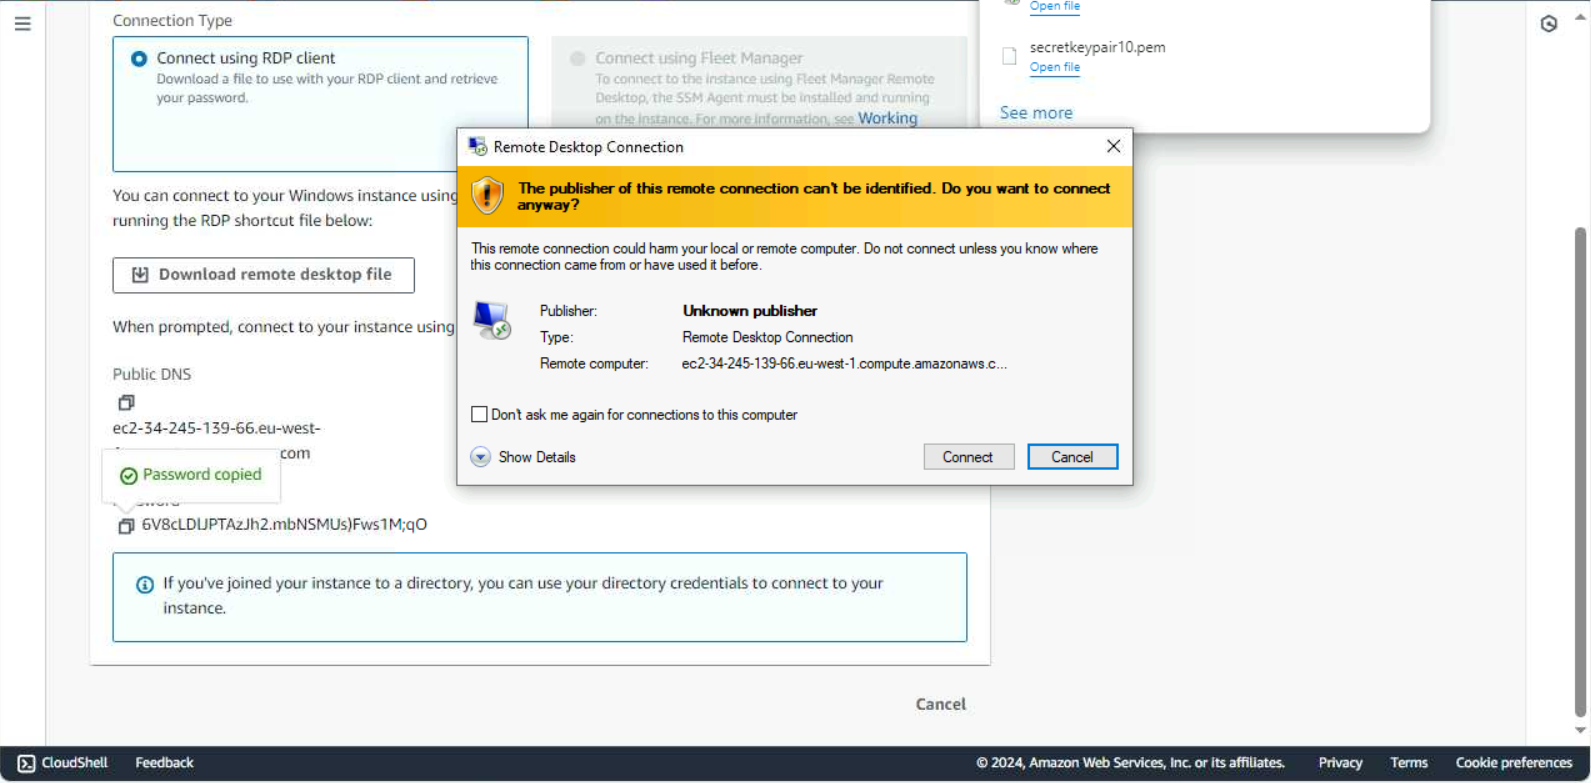 Connection Type
Connect using RDP client
Download a file to use with your RDP client and retrieve
your password.
Connect using Fleet Manager
To connect to the instance using Fleet Manager Remote
Desktop, the SSM Agent must be installed and running
on the instance. For more information, see Working
Open file
secretkeypair10.pem
Open file
See more
You can connect to your Windows instance using
running the RDP shortcut file below:
Download remote desktop file
When prompted, connect to your instance using
Public DNS
ec2-34-245-139-66.eu-west-
com
Password copied
6V8cLDIJPTAzJh2.mbNSMUs)Fws1M;qO
If you've joined your instance to a directory, you can use your directory credentials to connect to your
instance.
Cancel
Remote Desktop Connection
The publisher of this remote connection can't be identified. Do you want to connect
anyway?
This remote connection could harm your local or remote computer. Do not connect unless you know where
this connection came from or have used it before.
Publisher: Unknown publisher
Type: Remote Desktop Connection
Remote computer: ec2-34-245-139-66.eu-west-1.compute.amazonaws.c...
Don't ask me again for connections to this computer
Show Details
Connect
Cancel
CloudShell Feedback © 2024, Amazon Web Services, Inc. or its affiliates. Privacy Terms Cookie preferences